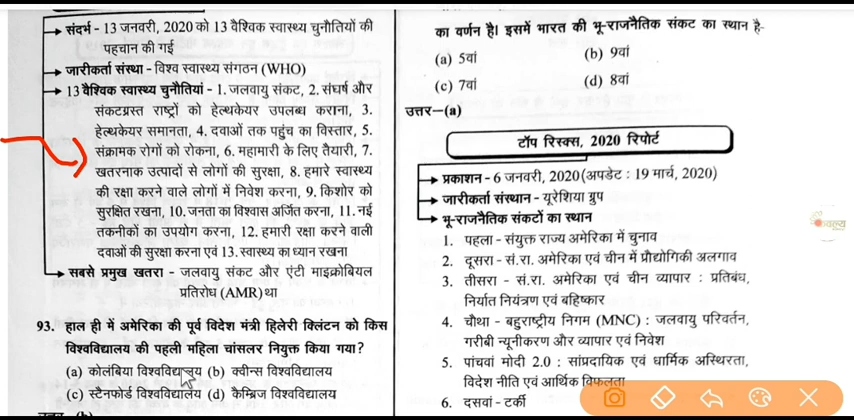 संदर्भ - 13 जनवरी, 2020 को 13 वैश्विक स्वास्थ्य चुनौतियों की
पहचान की गई
जारीकर्ता संस्था - विश्व स्वास्थ्य संगठन (WHO)
13 वैश्विक स्वास्थ्य चुनौतियां - 1. जलवायु संकट, 2. संघर्ष और
संकटग्रस्त राष्ट्रों को हेल्थकेयर उपलब्ध कराना, 3.
हेल्थकेयर समानता, 4. दवाओं तक पहुंच का विस्तार, 5.
संक्रामक रोगों को रोकना, 6. महामारी के लिए तैयारी, 7.
खतरनाक उत्पादों से लोगों की सुरक्षा, 8. हमारे स्वास्थ्य
की रक्षा करने वाले लोगों में निवेश करना, 9. किशोर को
सुरक्षित रखना, 10. जनता का विश्वास अर्जित करना, 11. नई
तकनीकों का उपयोग करना, 12. हमारी रक्षा करने वाली
दवाओं की सुरक्षा करना एवं 13. स्वास्थ्य का ध्यान रखना
सबसे प्रमुख खतरा - जलवायु संकट और एंटी माइक्रोबियल
प्रतिरोध (AMR) था
93. हाल ही में अमेरिका की पूर्व विदेश मंत्री हिलेरी क्लिंटन को किस
विश्वविद्यालय की पहली महिला चांसलर नियुक्त किया गया?
(a) कोलंबिया विश्वविद्यालय (b) क्वीन्स विश्वविद्यालय
(c) स्टैनफोर्ड विश्वविद्यालय (d) कैम्ब्रिज विश्वविद्यालय
का वर्णन है। इसमें भारत की भू-राजनैतिक संकट का स्थान है-
(a) 5वां (b) 9वां
(c) 7वां (d) 8वां
उत्तर–(a)
टॉप रिस्क्स, 2020 रिपोर्ट
प्रकाशन - 6 जनवरी, 2020 (अपडेट : 19 मार्च, 2020)
जारीकर्ता संस्थान - यूरेशिया ग्रुप
भू-राजनैतिक संकटों का स्थान
1. पहला - संयुक्त राज्य अमेरिका में चुनाव
2. दूसरा - सं.रा. अमेरिका एवं चीन में प्रौद्योगिकी अलगाव
3. तीसरा - सं.रा. अमेरिका एवं चीन व्यापार : प्रतिबंध,
निर्यात नियंत्रण एवं बहिष्कार
4. चौथा - बहुराष्ट्रीय निगम (MNC) : जलवायु परिवर्तन,
गरीबी न्यूनीकरण और व्यापार एवं निवेश
5. पांचवां मोदी 2.0 : सांप्रदायिक एवं धार्मिक अस्थिरता,
विदेश नीति एवं आर्थिक विफलता
6. दसवां - टर्की